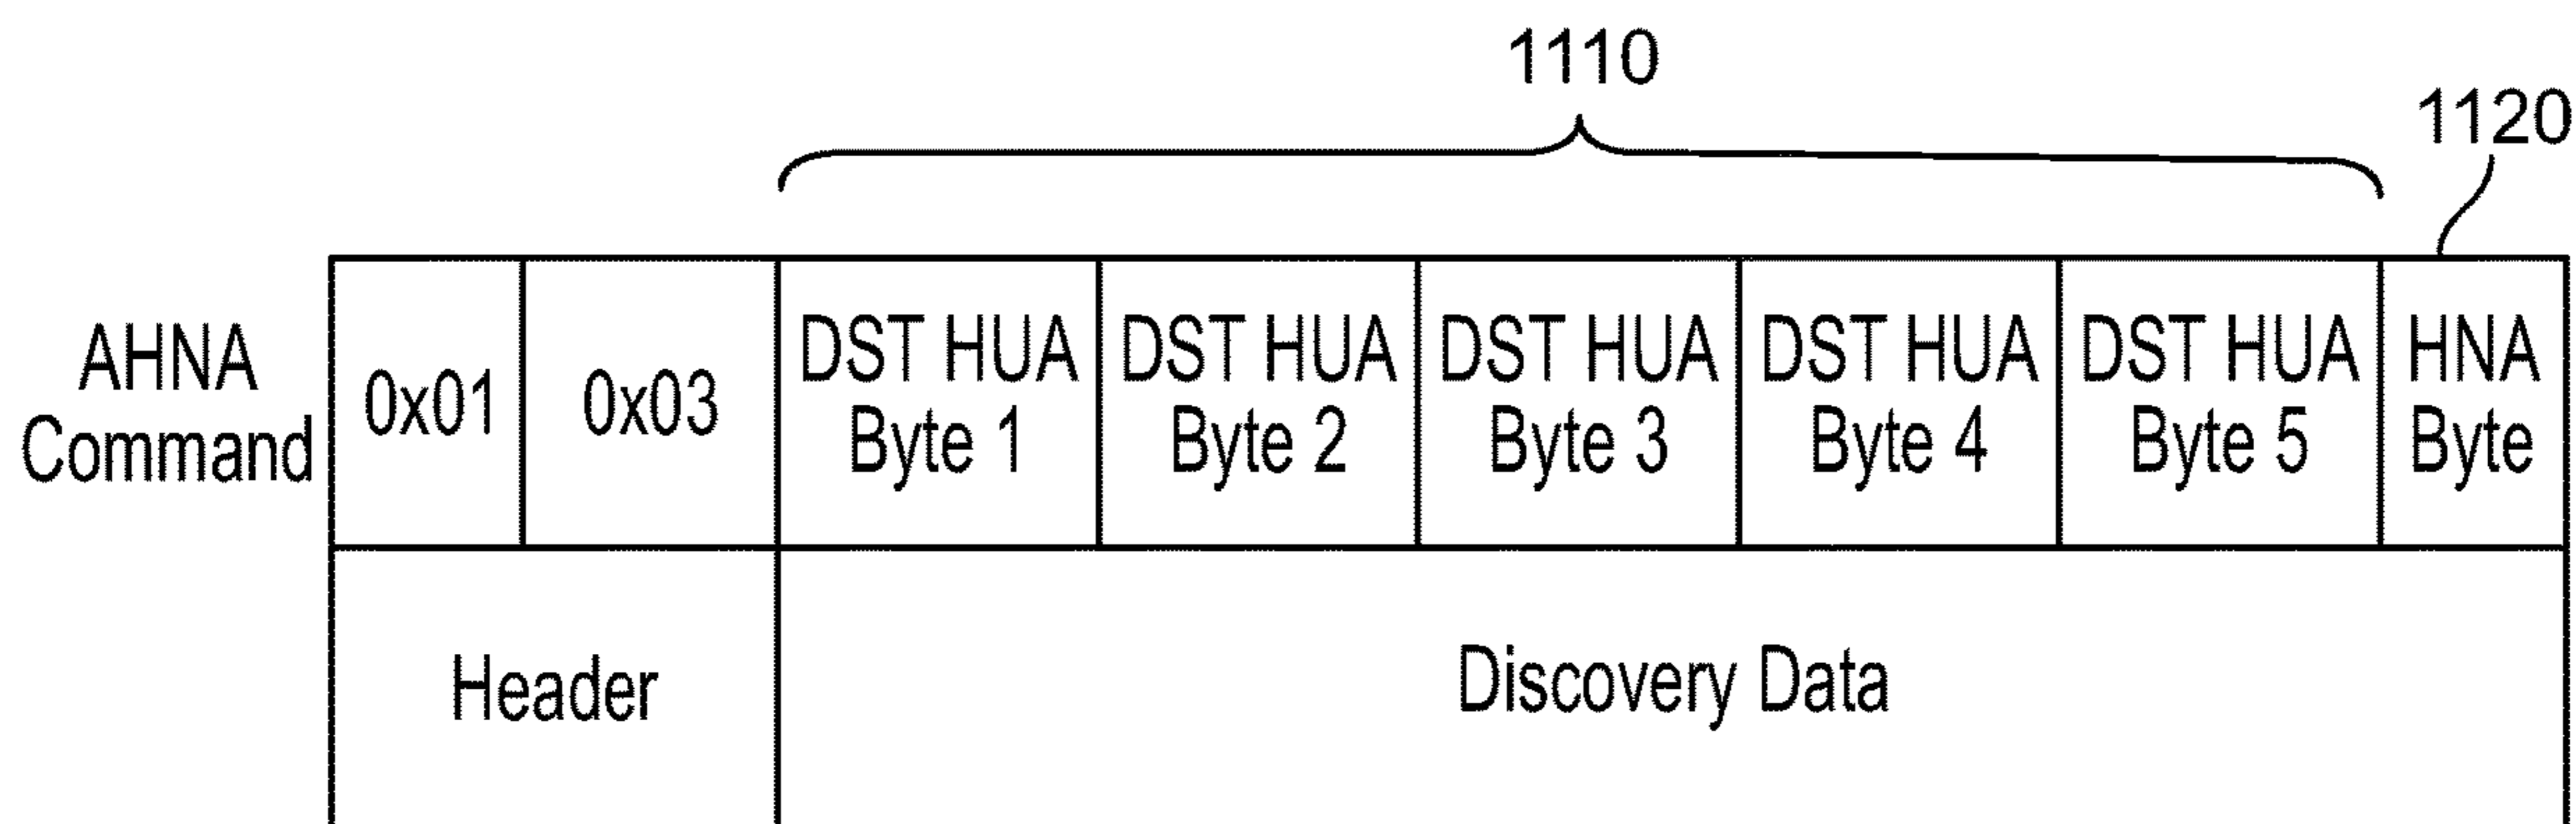 1110
1120
AHNA
Command
0x01
0x03
DST HUA
Byte 1
DST HUA
Byte 2
DST HUA
Byte 3
DST HUA
Byte 4
DST HUA
Byte 5
HNA
Byte
Header
Discovery Data